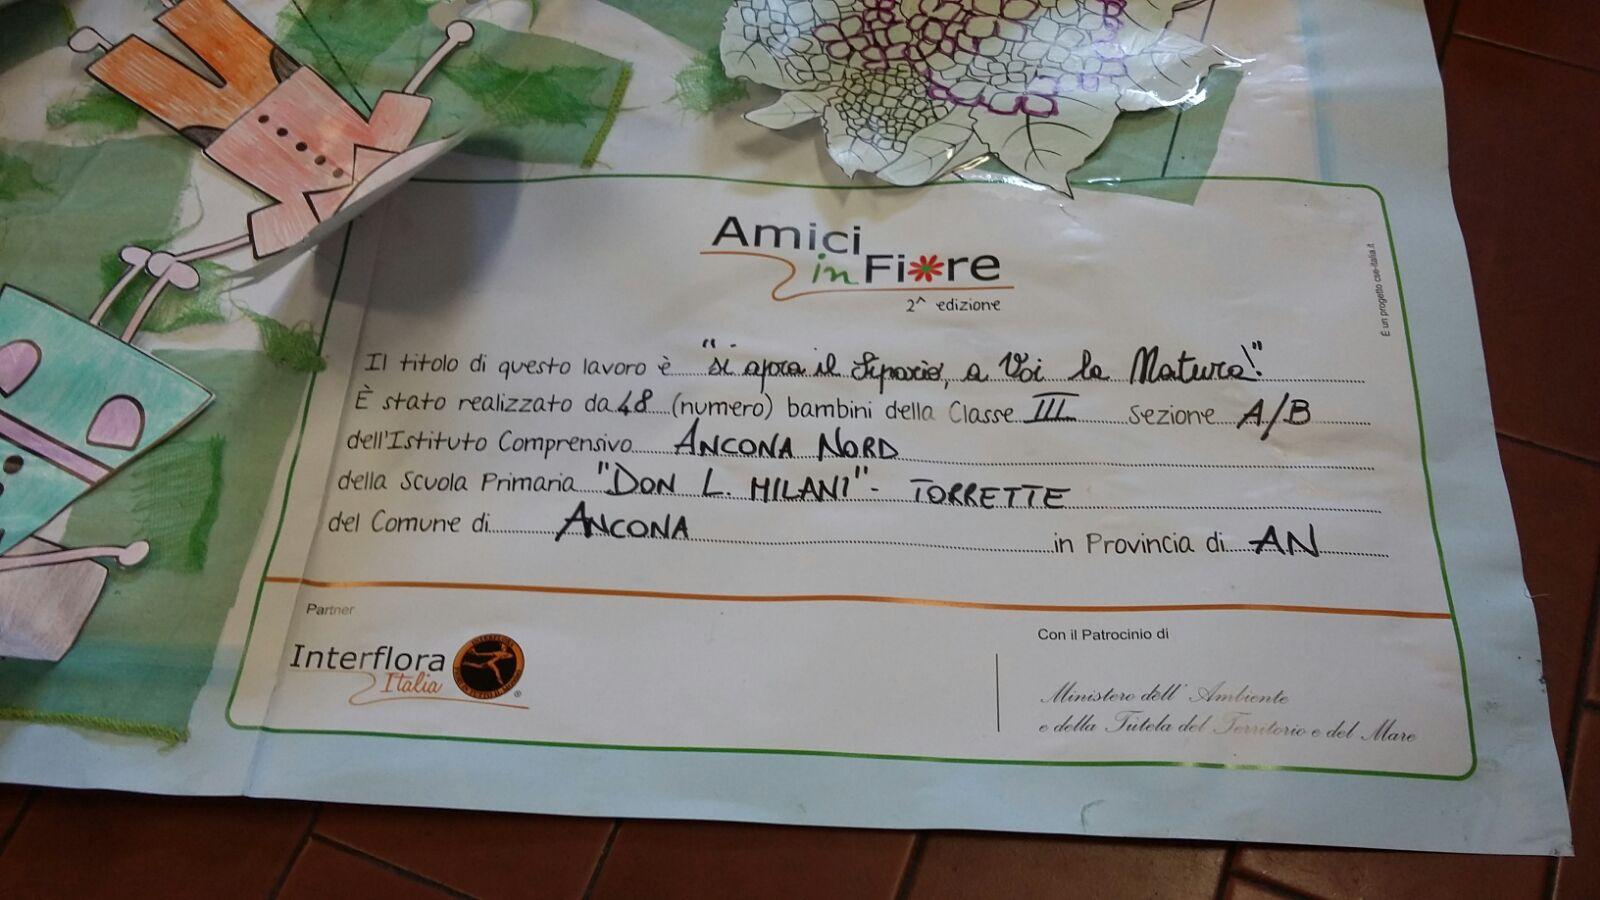 Amici
in Fiore
2^ edizione
È un progetto cse-italia.it
Il titolo di questo lavoro è "si apra il Sipario, a Voi la Natura!"
È stato realizzato da 48 (numero) bambini della Classe III Sezione A/B
dell'Istituto Comprensivo ANCONA NORD
della Scuola Primaria "DON L. MILANI" - TORRETTE
del Comune di ANCONA in Provincia di AN
Partner
Interflora
Italia
Con il Patrocinio di
Ministero dell'Ambiente
e della Tutela del Territorio e del Mare